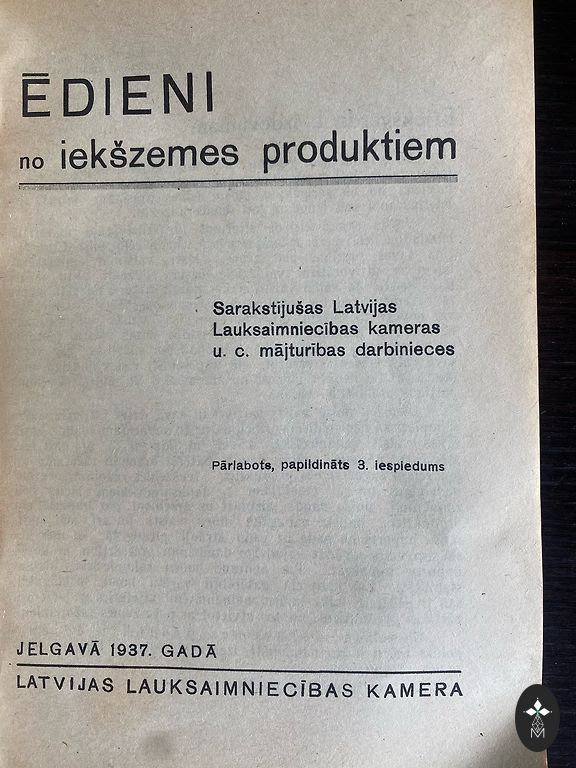 ĒDIENI
no iekšzemes produktiem
Sarakstījušas Latvijas
Lauksaimniecības kameras
u. c. mājturības darbinieces
Pārlabots, papildināts 3. iespiedums
JELGAVĀ 1937. GADĀ
LATVIJAS LAUKSAIMNIECĪBAS KAMERA
M